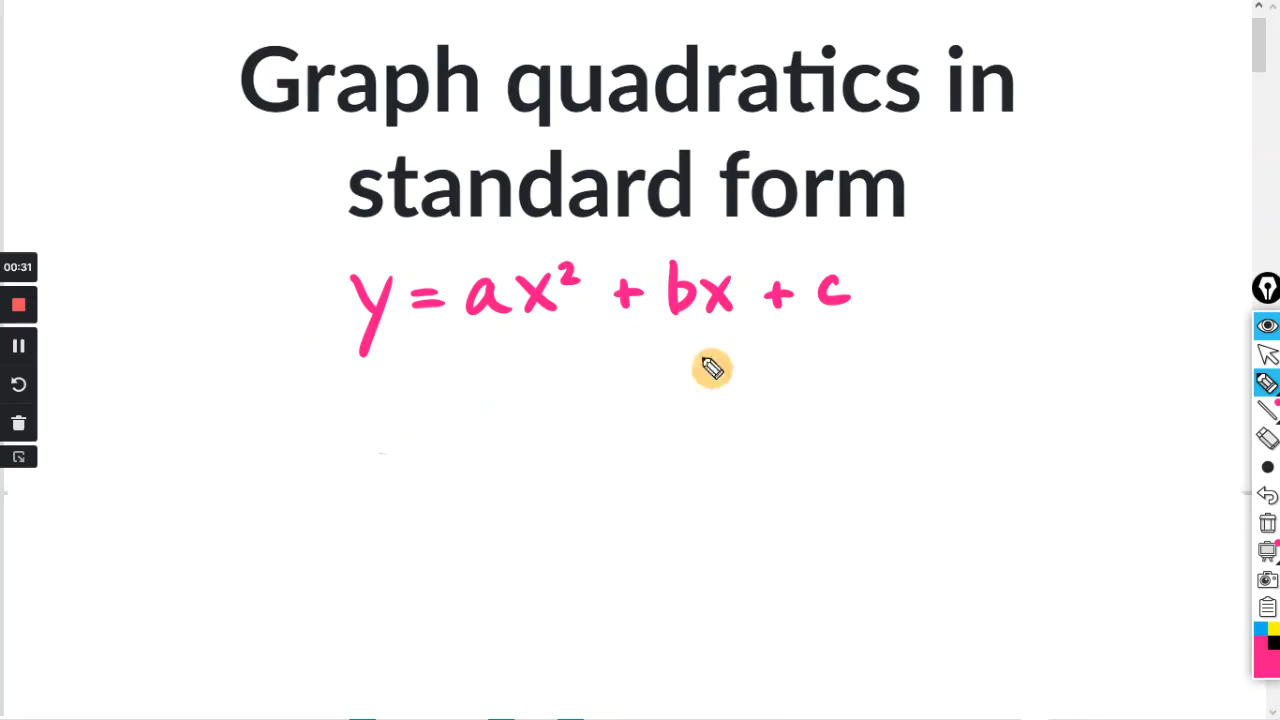 Graph quadratics in
standard form
y = ax² + bx + c
00:31